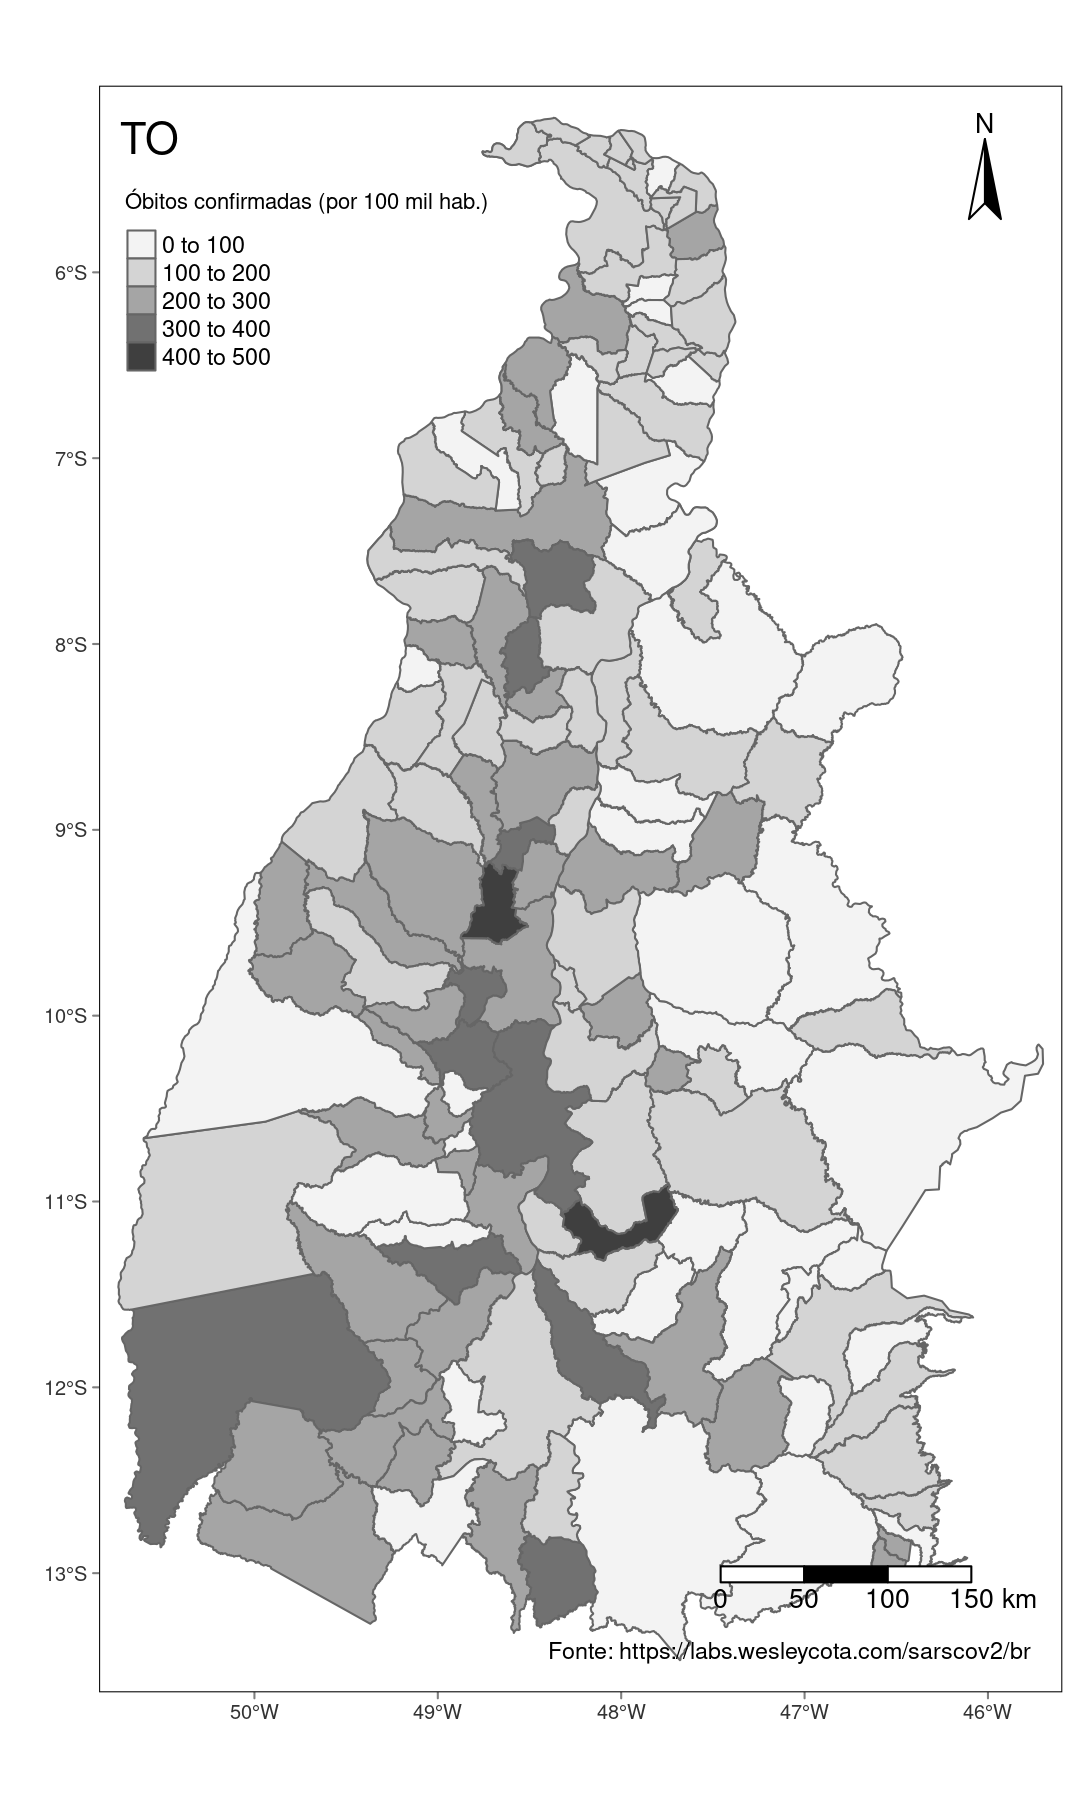 TO
N
Óbitos confirmadas (por 100 mil hab.)
0 to 100
100 to 200
200 to 300
300 to 400
400 to 500
6°S
7°S
8°S
9°S
10°S
11°S
12°S
13°S
0 50 100 150 km
Fonte: https://labs.wesleycota.com/sarscov2/br
50°W 49°W 48°W 47°W 46°W